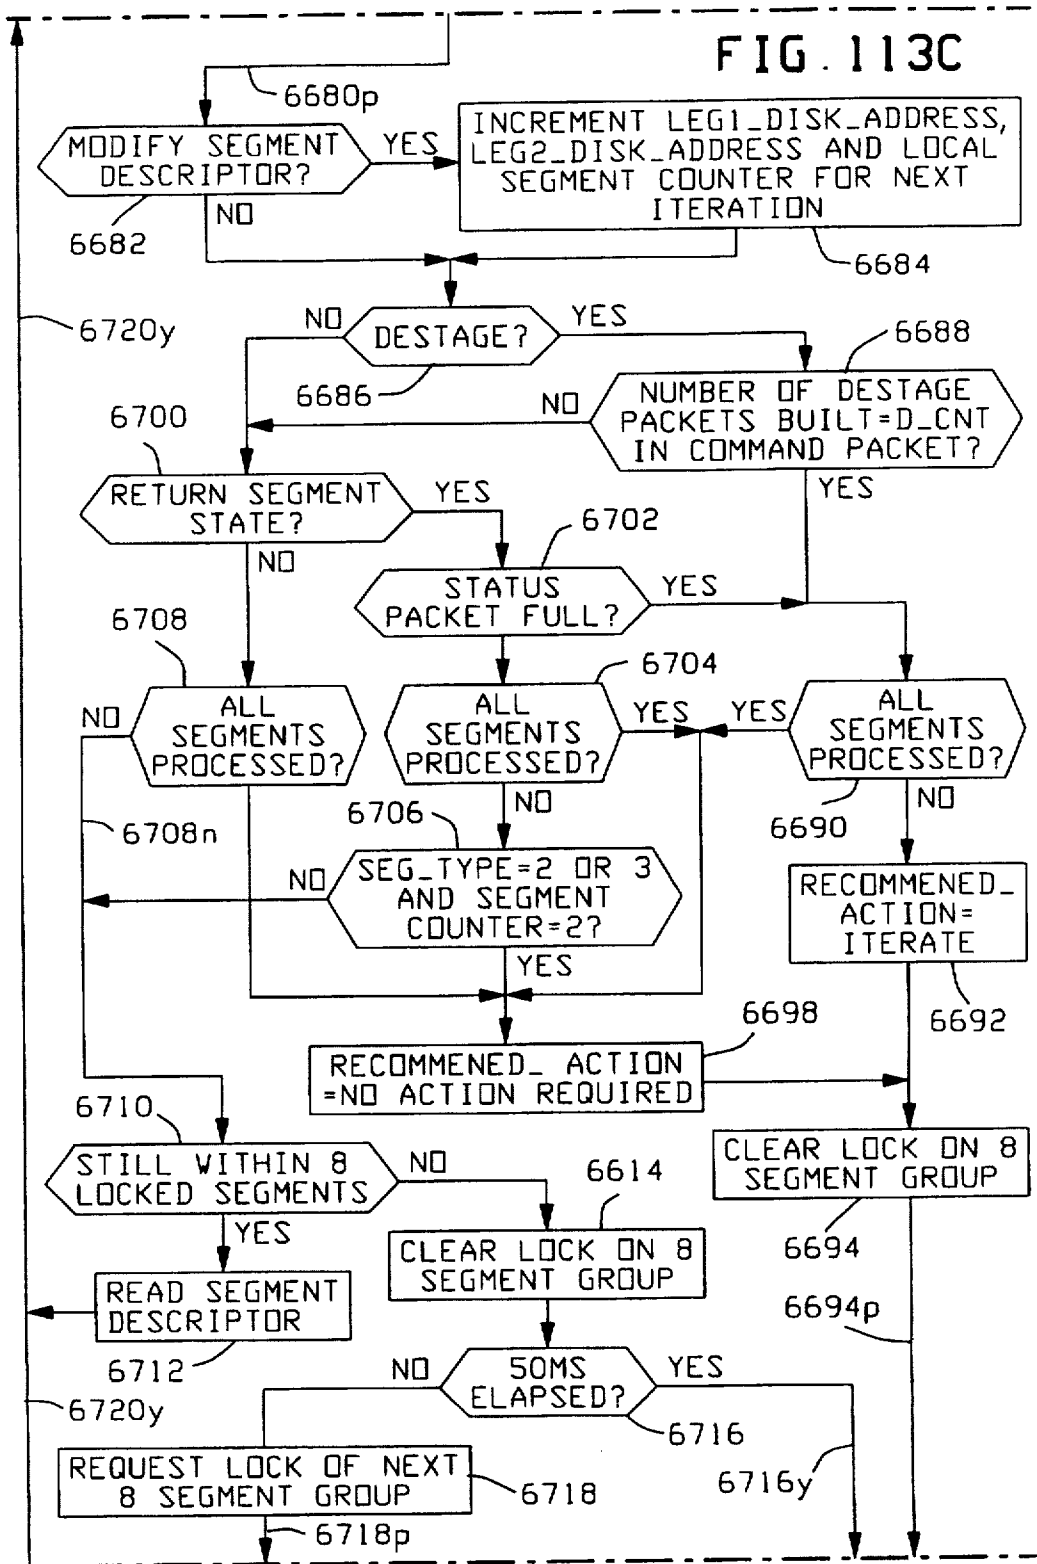 FIG. 113C
6680p
MODIFY SEGMENT
DESCRIPTOR?
YES
NO
6682
INCREMENT LEG1_DISK_ADDRESS,
LEG2_DISK_ADDRESS AND LOCAL
SEGMENT COUNTER FOR NEXT
ITERATION
6684
6720y
NO
DESTAGE?
YES
6686
6688
NUMBER OF DESTAGE
PACKETS BUILT=D_CNT
IN COMMAND PACKET?
NO
YES
6700
RETURN SEGMENT
STATE?
YES
NO
6702
STATUS
PACKET FULL?
YES
6708
NO
ALL
SEGMENTS
PROCESSED?
6708n
6704
ALL
SEGMENTS
PROCESSED?
YES
NO
YES
ALL
SEGMENTS
PROCESSED?
6690
NO
6706
NO
SEG_TYPE=2 OR 3
AND SEGMENT
COUNTER=2?
YES
RECOMMENED_
ACTION=
ITERATE
6692
6698
RECOMMENED_ ACTION
=NO ACTION REQUIRED
6710
STILL WITHIN 8
LOCKED SEGMENTS
NO
YES
6614
CLEAR LOCK ON 8
SEGMENT GROUP
CLEAR LOCK ON 8
SEGMENT GROUP
6694
6694p
READ SEGMENT
DESCRIPTOR
6712
6720y
NO
50MS
ELAPSED?
YES
6716
6716y
REQUEST LOCK OF NEXT
8 SEGMENT GROUP
6718
6718p